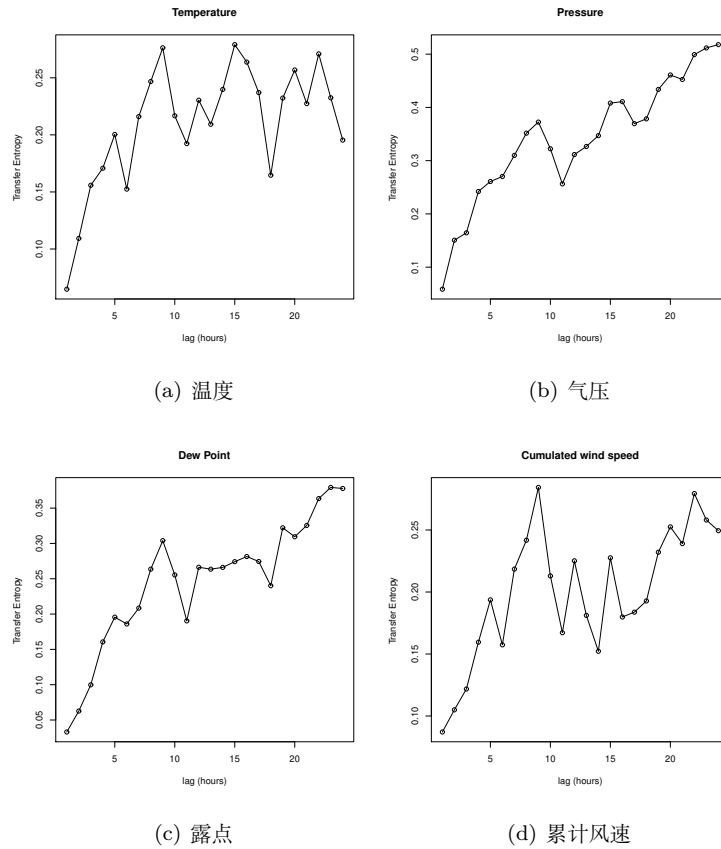 Temperature
Transfer Entropy
0.10 0.15 0.20 0.25
5 10 15 20
lag (hours)
(a) 温度
Pressure
Transfer Entropy
0.1 0.2 0.3 0.4 0.5
5 10 15 20
lag (hours)
(b) 气压
Dew Point
Transfer Entropy
0.05 0.10 0.15 0.20 0.25 0.30 0.35
5 10 15 20
lag (hours)
(c) 露点
Cumulated wind speed
Transfer Entropy
0.10 0.15 0.20 0.25
5 10 15 20
lag (hours)
(d) 累计风速